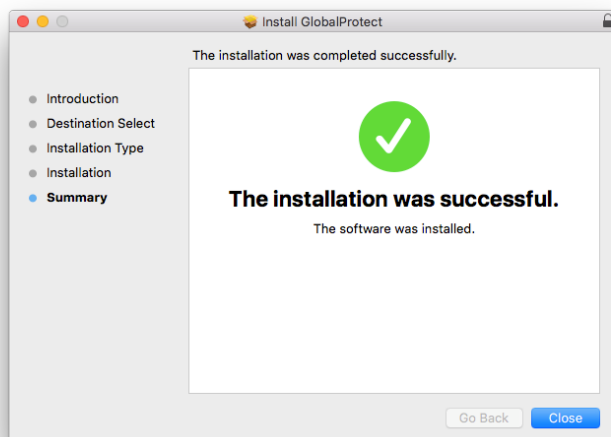 Install GlobalProtect
The installation was completed successfully.
Introduction
Destination Select
Installation Type
Installation
Summary
The installation was successful.
The software was installed.
Go Back
Close